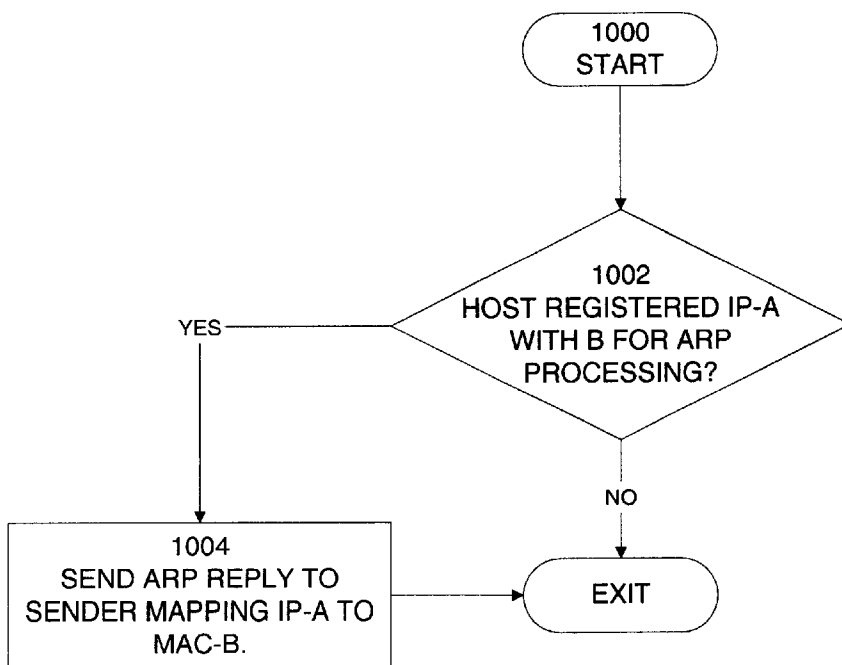 1000
START
1002
HOST REGISTERED IP-A
WITH B FOR ARP
PROCESSING?
YES
NO
1004
SEND ARP REPLY TO
SENDER MAPPING IP-A TO
MAC-B.
EXIT